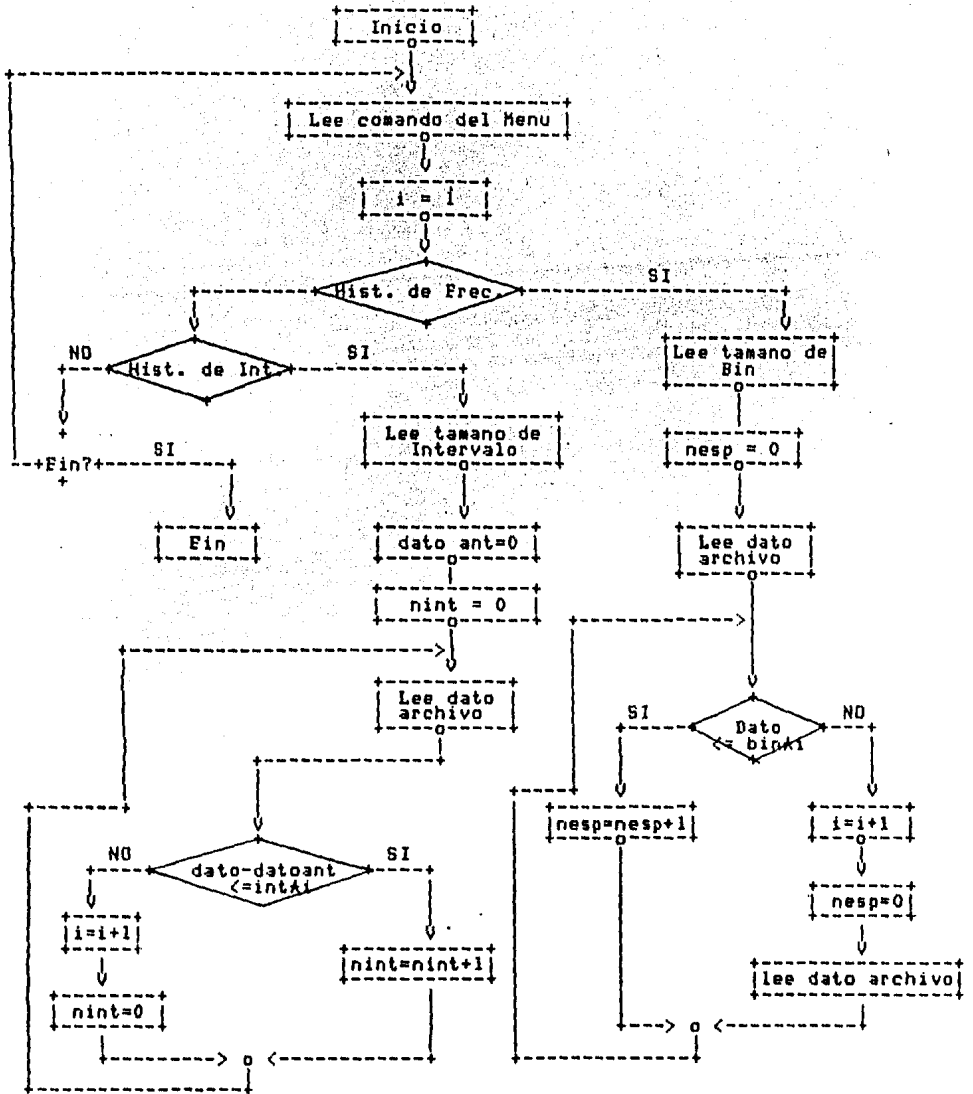 Inicio
Lee comando del Menu
i = 1
Hist. de Frec.
SI
NO
Hist. de Int.
SI
Lee tamano de
Bin
Lee tamano de
Intervalo
nesp = 0
Fin?
SI
Fin
dato ant=0
Lee dato
archivo
nint = 0
Lee dato
archivo
SI
Dato
<= bin*i
NO
nesp=nesp+1
i=i+1
NO
dato-datoant
<=int*i
SI
nesp=0
i=i+1
nint=nint+1
lee dato archivo
nint=0